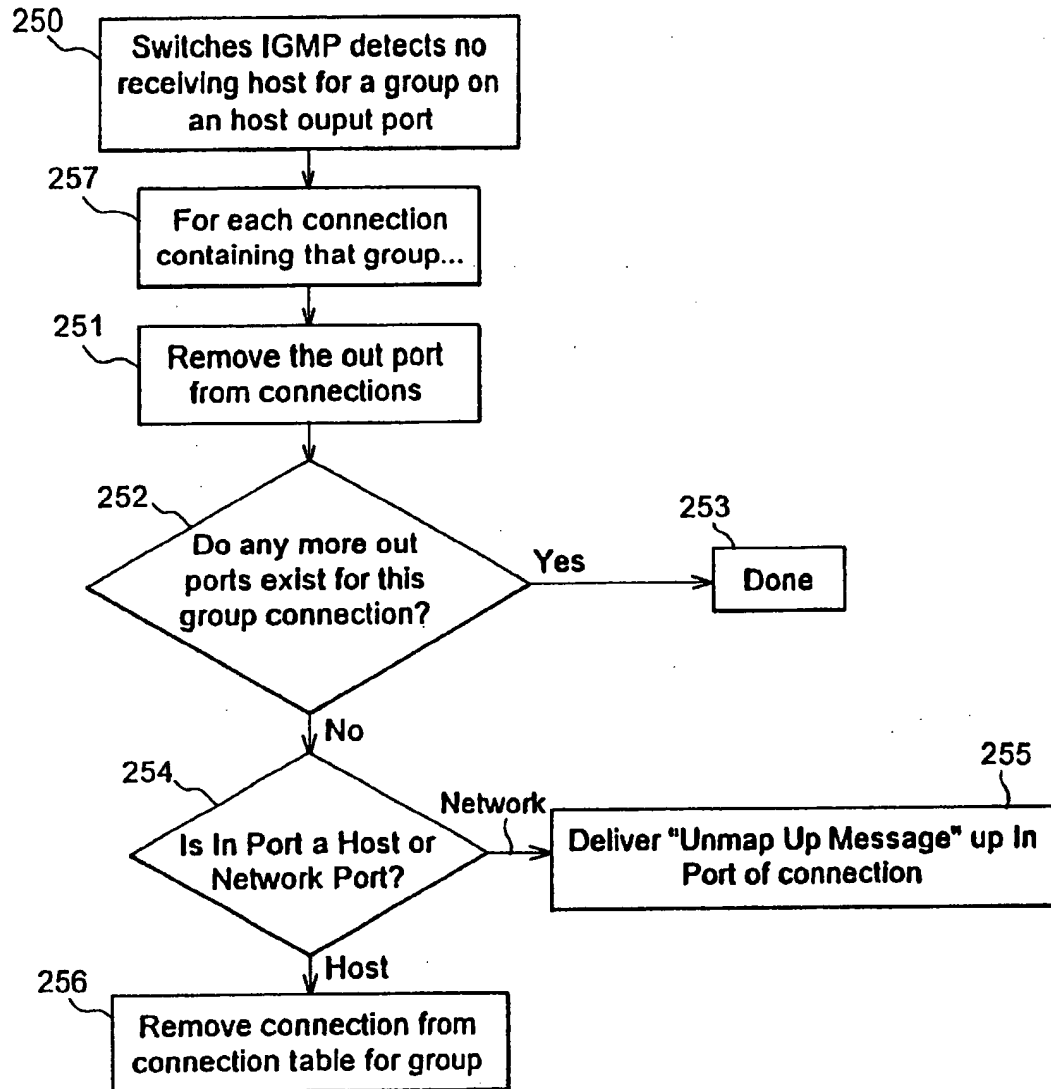 250
Switches IGMP detects no
receiving host for a group on
an host ouput port
257
For each connection
containing that group...
251
Remove the out port
from connections
252
Do any more out
ports exist for this
group connection?
Yes
253
Done
No
254
Is In Port a Host or
Network Port?
Network
255
Deliver "Unmap Up Message" up In
Port of connection
Host
256
Remove connection from
connection table for group